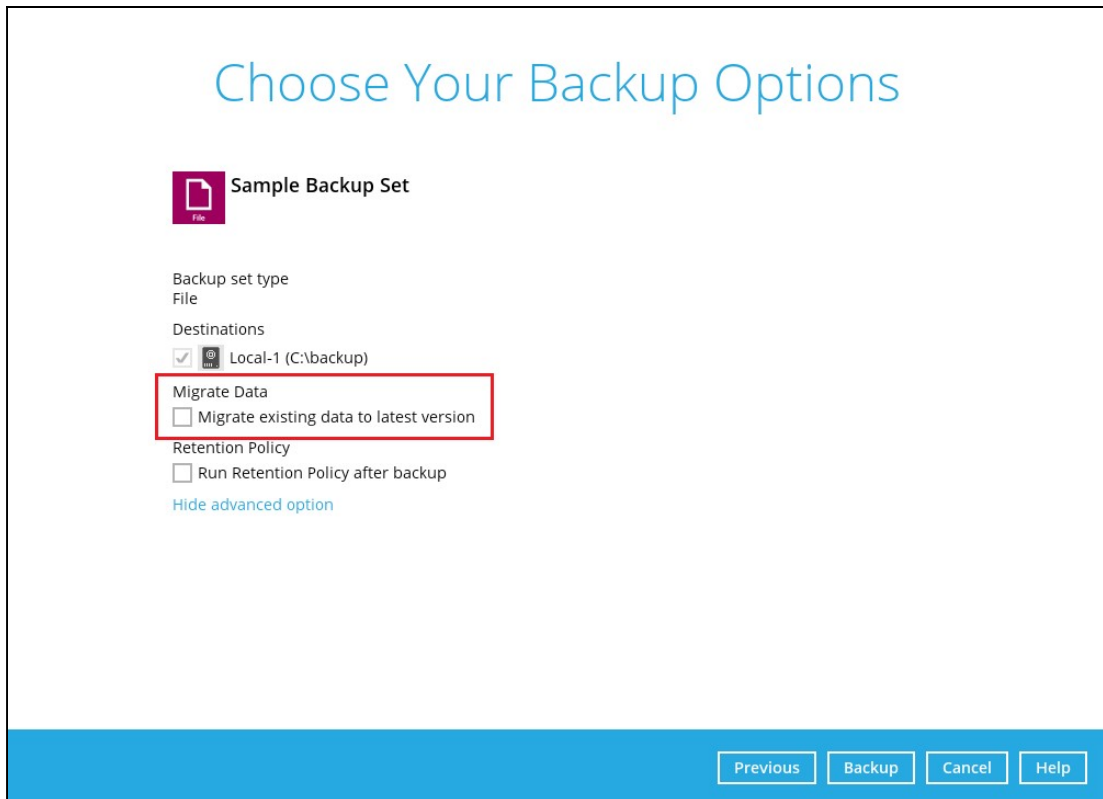 Choose Your Backup Options
Sample Backup Set
File
Backup set type
File
Destinations
Local-1 (C:\backup)
Migrate Data
Migrate existing data to latest version
Retention Policy
Run Retention Policy after backup
Hide advanced option
Previous Backup Cancel Help